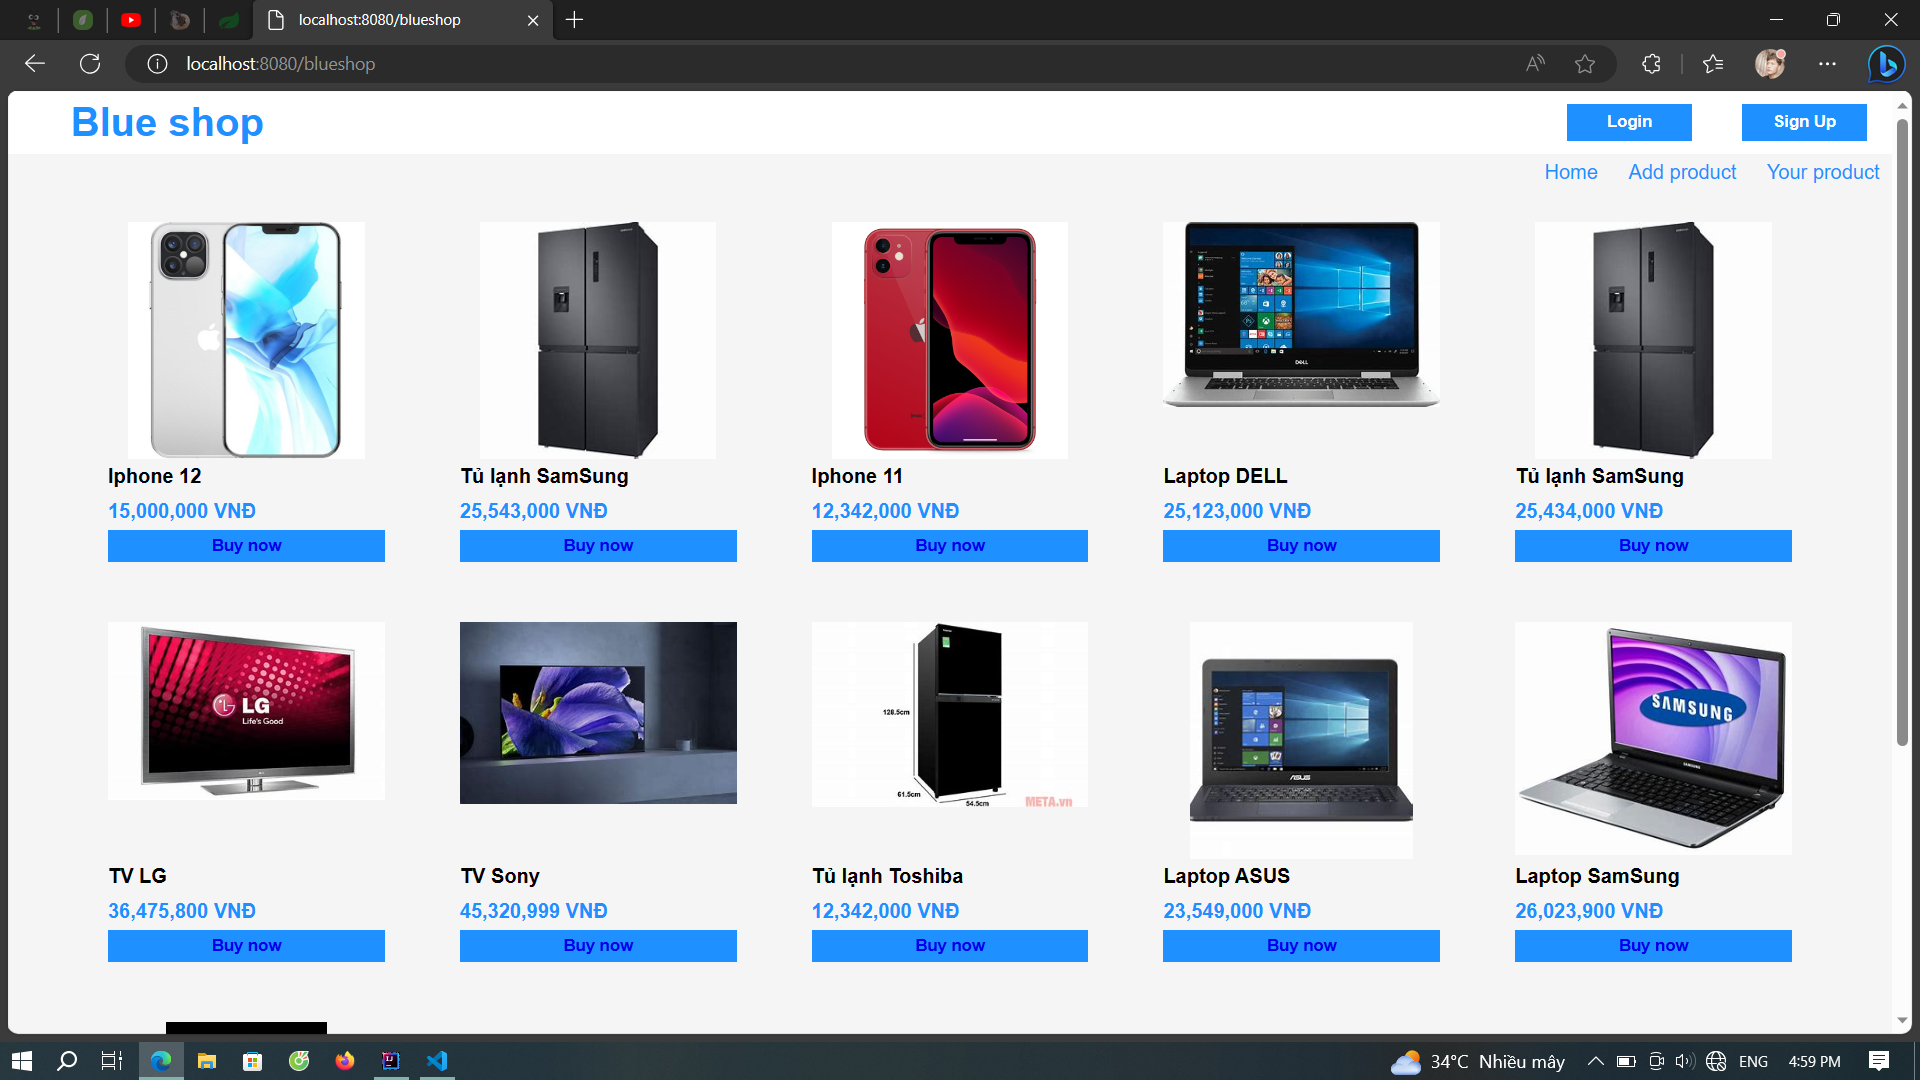 localhost:8080/blueshop
localhost:8080/blueshop
Blue shop
Login
Sign Up
Home
Add product
Your product
DELL
Iphone 12
Tủ lạnh SamSung
Iphone 11
Laptop DELL
Tủ lạnh SamSung
15,000,000 VNĐ
25,543,000 VNĐ
12,342,000 VNĐ
25,123,000 VNĐ
25,434,000 VNĐ
Buy now
Buy now
Buy now
Buy now
Buy now
LG
Life's Good
128.5cm
61.5cm
54.5cm
META.vn
ASUS
SAMSUNG
SAMSUNG
TV LG
TV Sony
Tủ lạnh Toshiba
Laptop ASUS
Laptop SamSung
36,475,800 VNĐ
45,320,999 VNĐ
12,342,000 VNĐ
23,549,000 VNĐ
26,023,900 VNĐ
Buy now
Buy now
Buy now
Buy now
Buy now
34°C Nhiều mây
ENG
4:59 PM